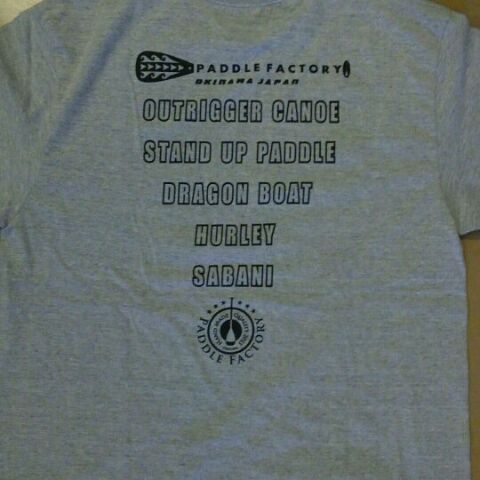 PADDLE FACTORY
OKINAWA JAPAN
OUTRIGGER CANOE
STAND UP PADDLE
DRAGON BOAT
HURLEY
SABANI
PADDLE FACTORY